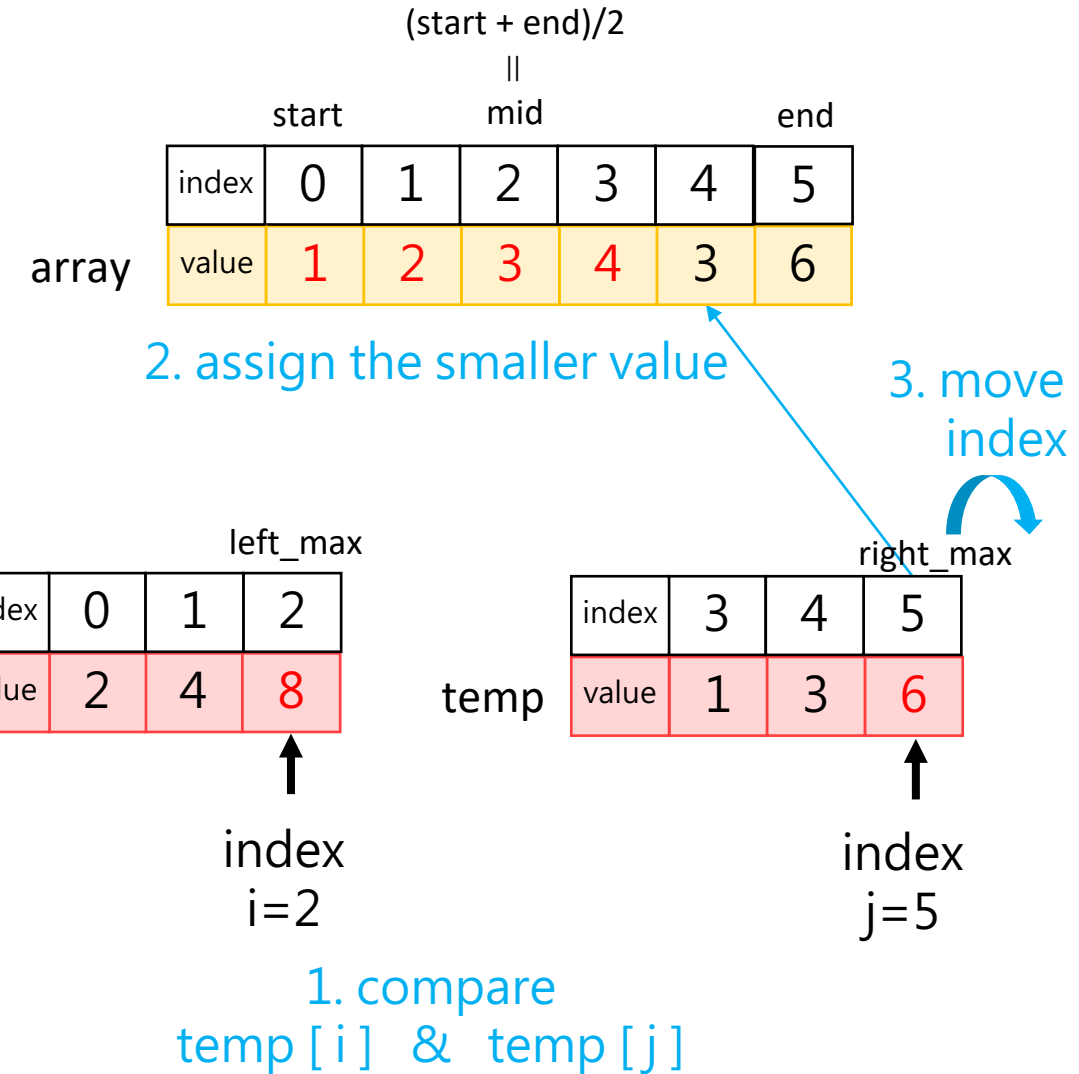 (start + end)/2
||
start mid end
index 0 1 2 3 4 5
array value 1 2 3 4 3 6
2. assign the smaller value
3. move
index
left_max
right_max
dex 0 1 2
index 3 4 5
lue 2 4 8
temp value 1 3 6
index
i=2
index
j=5
1. compare
temp [ i ] & temp [ j ]